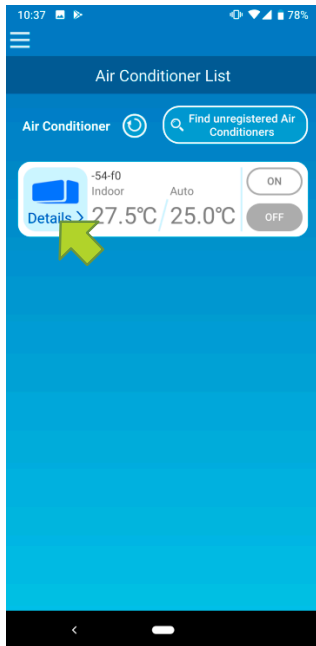 10:37 78%
Air Conditioner List
Air Conditioner
Find unregistered Air
Conditioners
-54-f0
Indoor Auto ON
Details > 27.5℃ 25.0℃ OFF